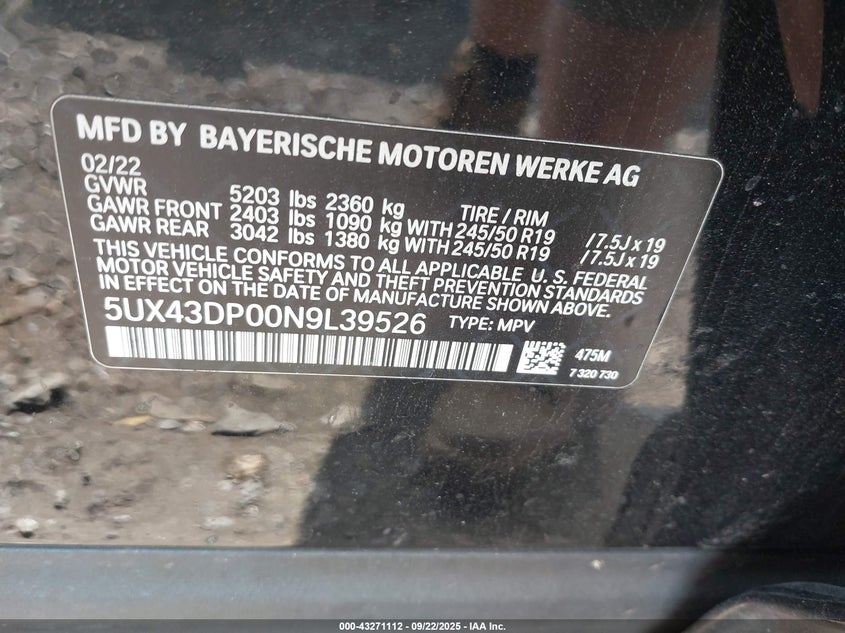 MFD BY BAYERISCHE MOTOREN WERKE AG
02/22
GVWR 5203 lbs 2360 kg TIRE / RIM
GAWR FRONT 2403 lbs 1090 kg WITH 245/50 R19 / 7.5J x 19
GAWR REAR 3042 lbs 1380 kg WITH 245/50 R19 / 7.5J x 19
THIS VEHICLE CONFORMS TO ALL APPLICABLE U. S. FEDERAL
MOTOR VEHICLE SAFETY AND THEFT PREVENTION STANDARDS
IN EFFECT ON THE DATE OF MANUFACTURE SHOWN ABOVE.
5UX43DP00N9L39526 TYPE: MPV
475M
7 320 730
000-43271112 - 09/22/2025 - IAA Inc.